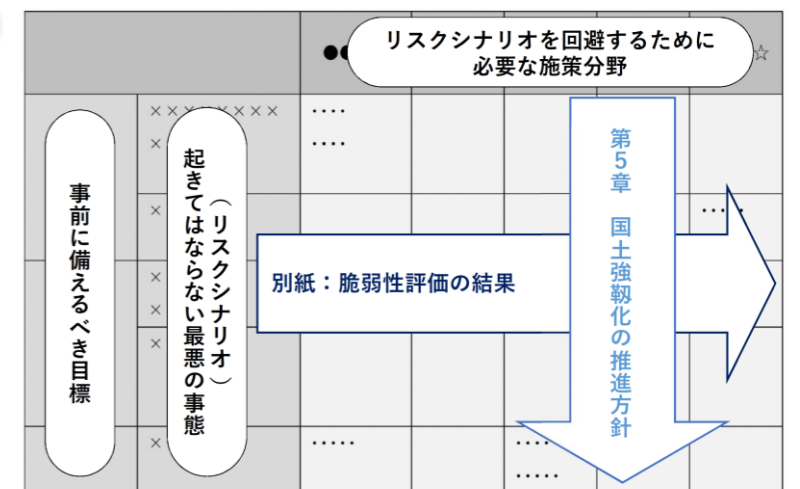 リスクシナリオを回避するために
必要な施策分野
●
☆
事前に備えるべき目標
起きてはならない最悪の事態
（リスクシナリオ）
××××××××
×
×
×
×
×
×
・・・・
・・・・
・・・・
・・・・・
・・・・
・・・・・
別紙：脆弱性評価の結果
第5章　国土強靱化の推進方針